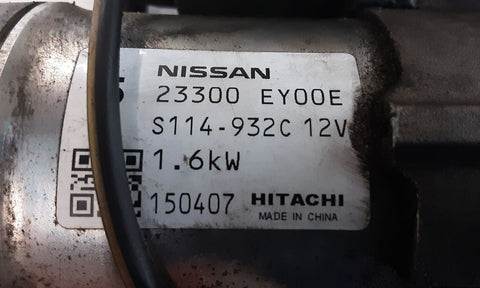 NISSAN
23300 EY00E
S114-932C 12V
1.6kW
150407 HITACHI
MADE IN CHINA